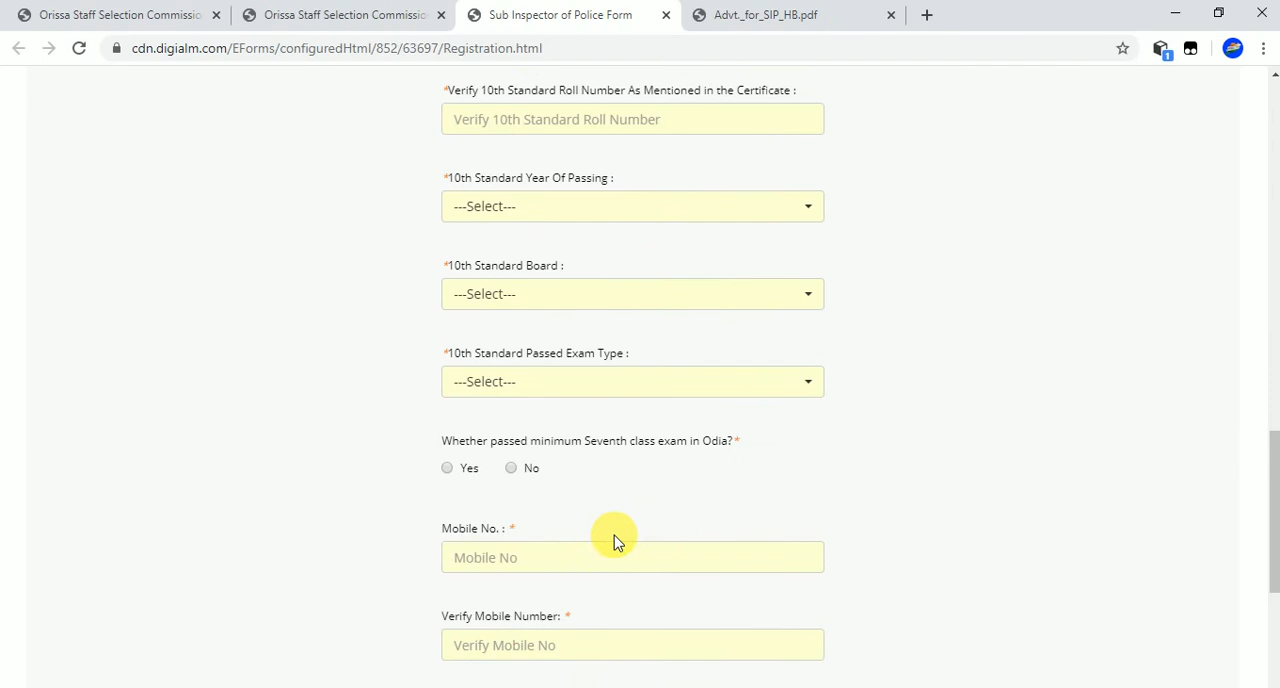 Orissa Staff Selection Commissio
Orissa Staff Selection Commissio
Sub Inspector of Police Form
Advt._for_SIP_HB.pdf
cdn.digialm.com/EForms/configuredHtml/852/63697/Registration.html
1
*Verify 10th Standard Roll Number As Mentioned in the Certificate :
Verify 10th Standard Roll Number
*10th Standard Year Of Passing :
---Select---
*10th Standard Board :
---Select---
*10th Standard Passed Exam Type :
---Select---
Whether passed minimum Seventh class exam in Odia?*
Yes No
Mobile No. : *
Mobile No
Verify Mobile Number: *
Verify Mobile No